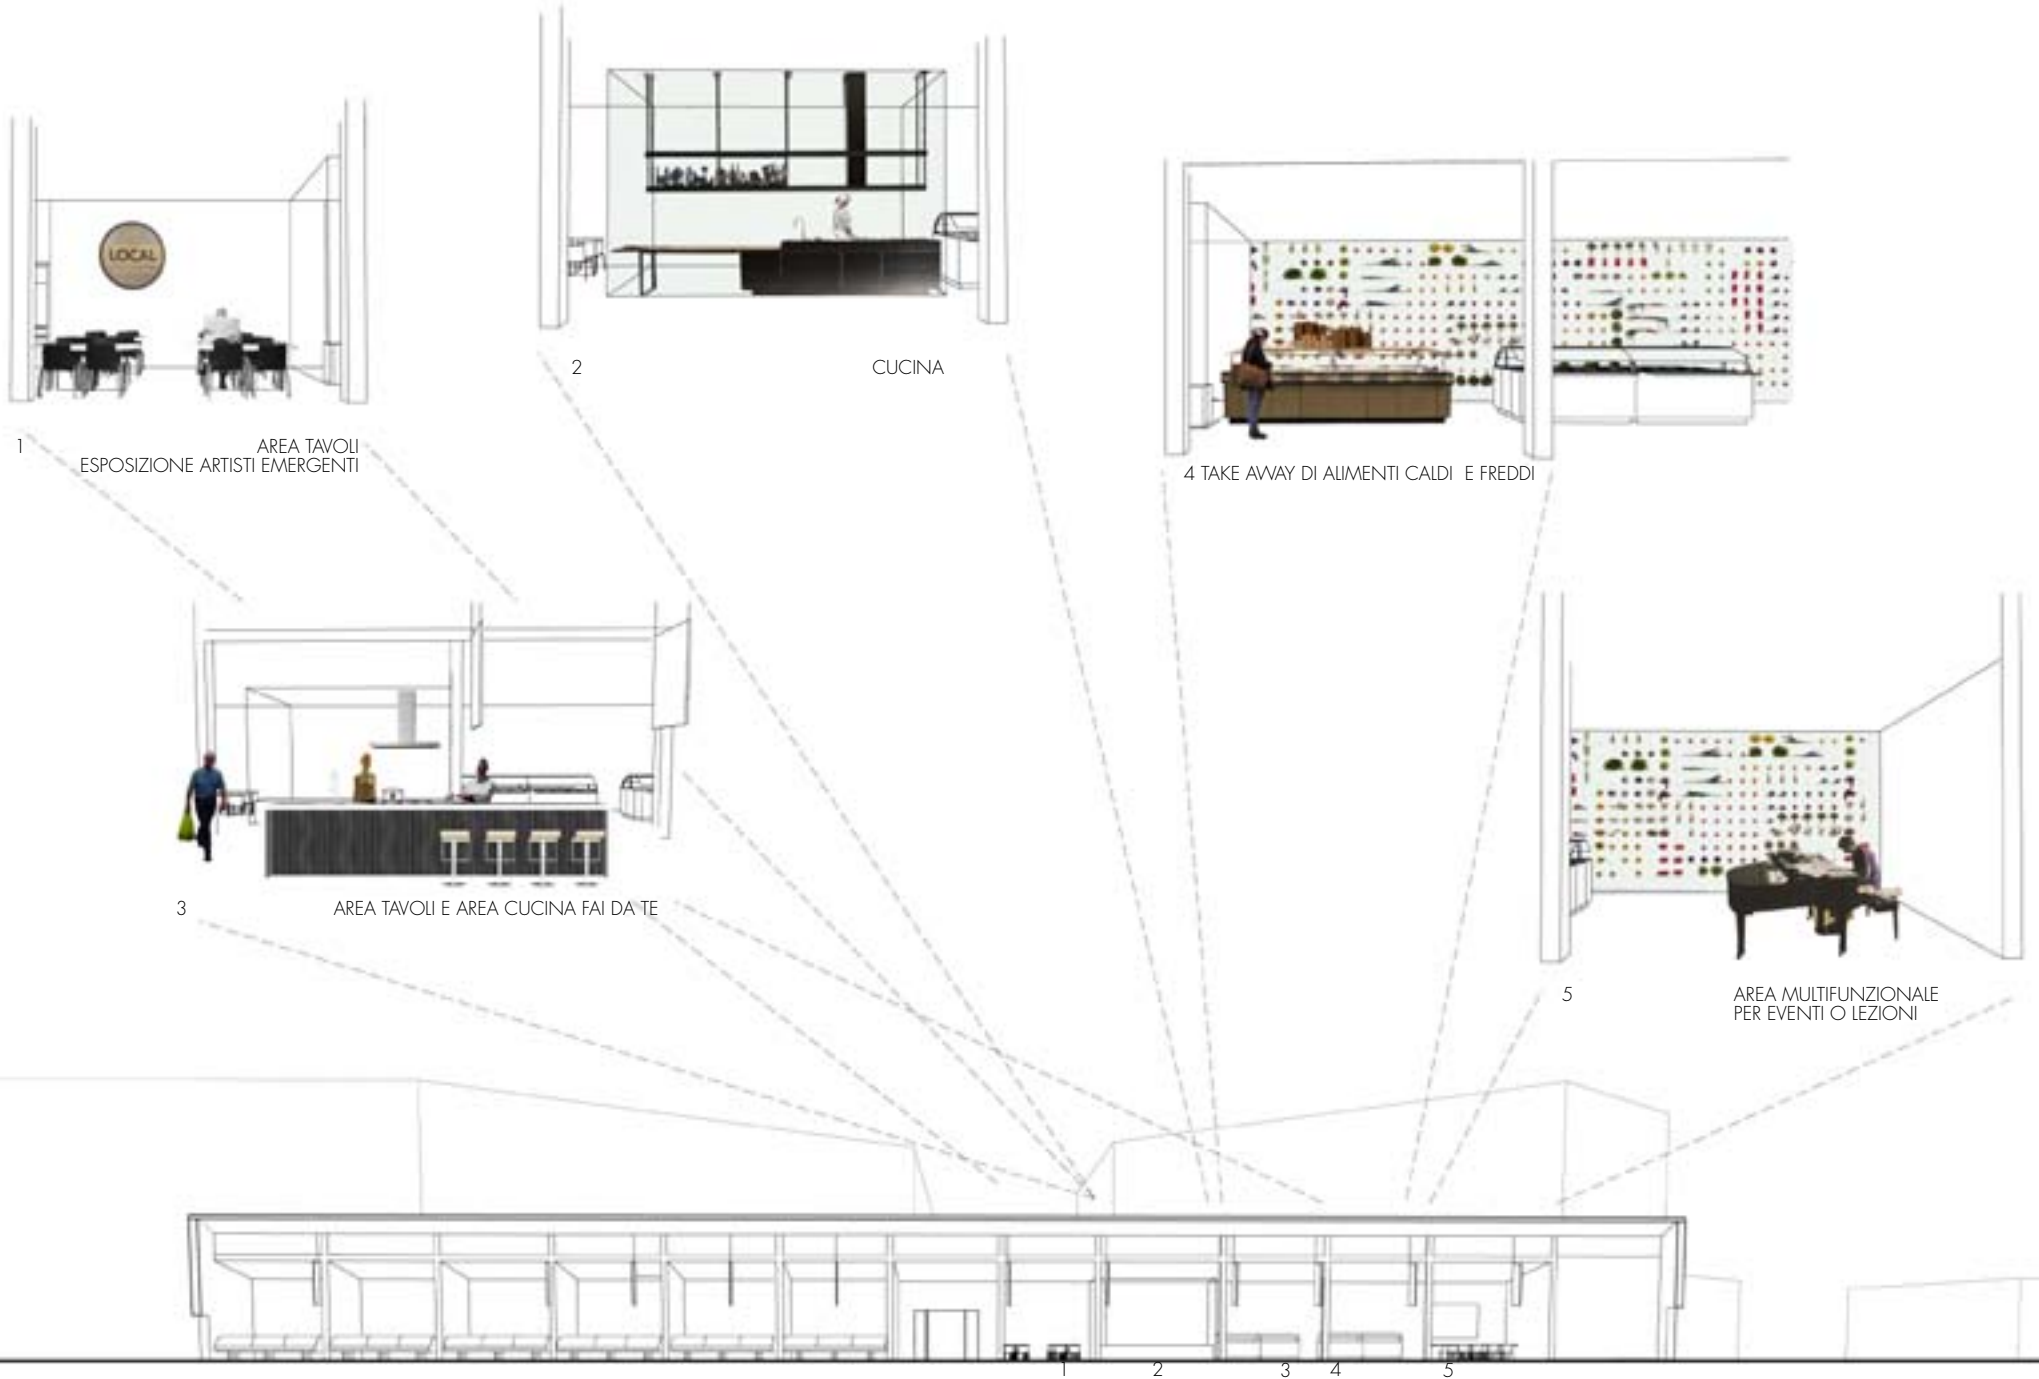 LOCAL
2
CUCINA
1
AREA TAVOLI
ESPOSIZIONE ARTISTI EMERGENTI
4 TAKE AWAY DI ALIMENTI CALDI E FREDDI
3
AREA TAVOLI E AREA CUCINA FAI DA TE
5
AREA MULTIFUNZIONALE
PER EVENTI O LEZIONI
1 2 3 4 5